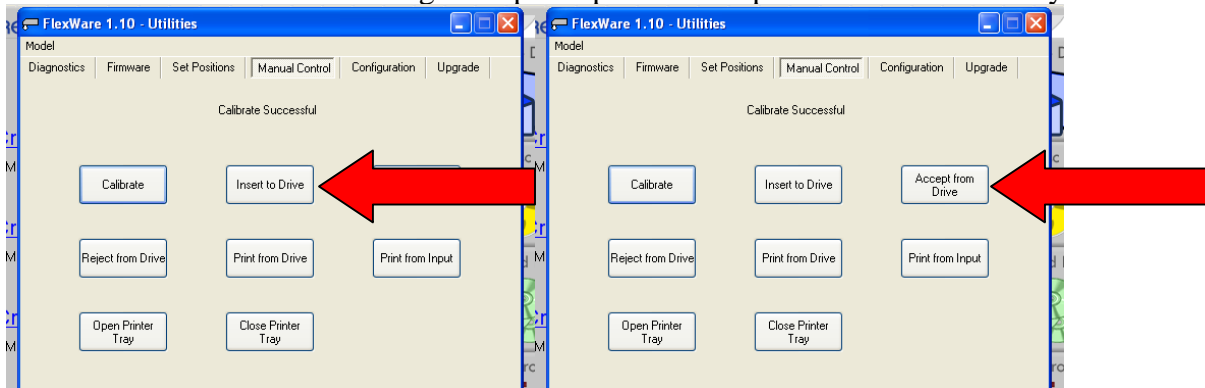 FlexWare 1.10 - Utilities
Model
Diagnostics Firmware Set Positions Manual Control Configuration Upgrade
Calibrate Successful
Calibrate Insert to Drive
Reject from Drive Print from Drive Print from Input
Open Printer
Tray
Close Printer
Tray
FlexWare 1.10 - Utilities
Model
Diagnostics Firmware Set Positions Manual Control Configuration Upgrade
Calibrate Successful
Calibrate Insert to Drive Accept from
Drive
Reject from Drive Print from Drive Print from Input
Open Printer
Tray
Close Printer
Tray